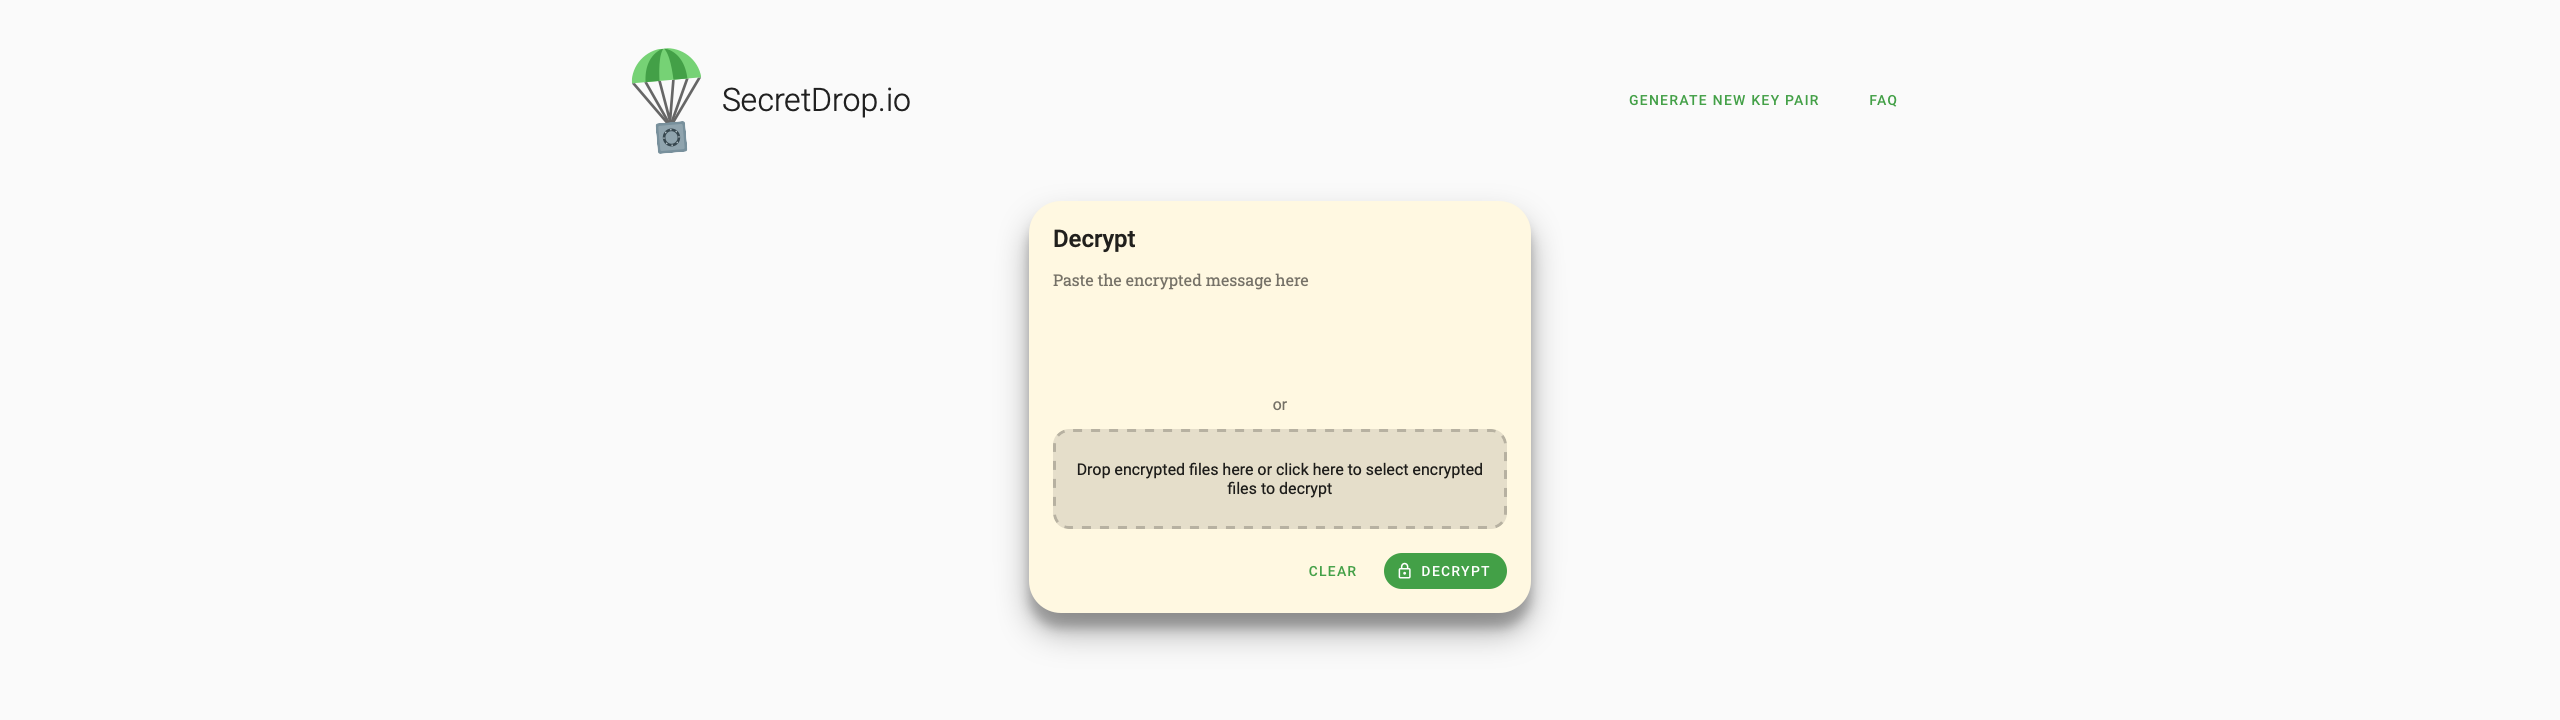 SecretDrop.io
GENERATE NEW KEY PAIR
FAQ
Decrypt
Paste the encrypted message here
or
Drop encrypted files here or click here to select encrypted
files to decrypt
CLEAR
DECRYPT